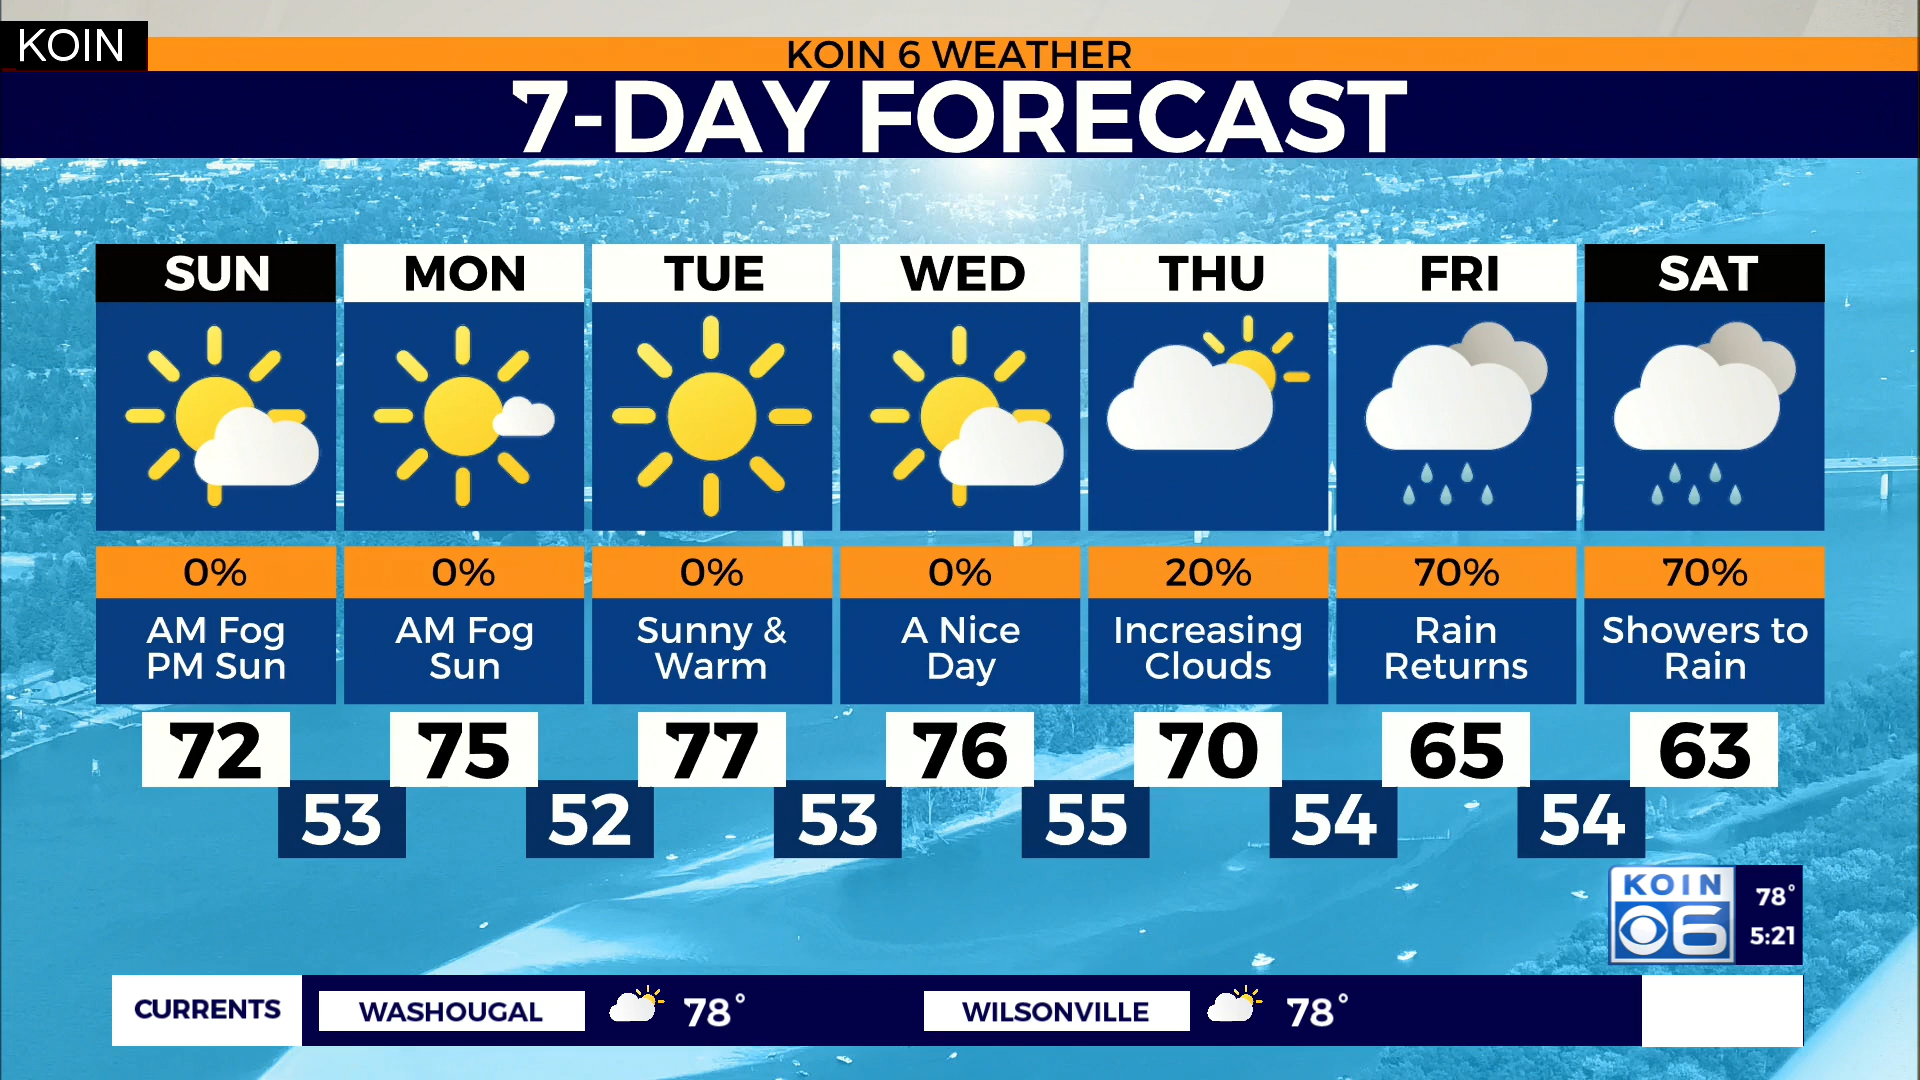 KOIN
KOIN 6 WEATHER
7-DAY FORECAST
SUN MON TUE WED THU FRI SAT
0% 0% 0% 0% 20% 70% 70%
AM Fog
PM Sun
AM Fog
Sun
Sunny &
Warm
A Nice
Day
Increasing
Clouds
Rain
Returns
Showers to
Rain
72 75 77 76 70 65 63
53 52 53 55 54 54
KOIN
6
78°
5:21
CURRENTS WASHOUGAL 78° WILSONVILLE 78°